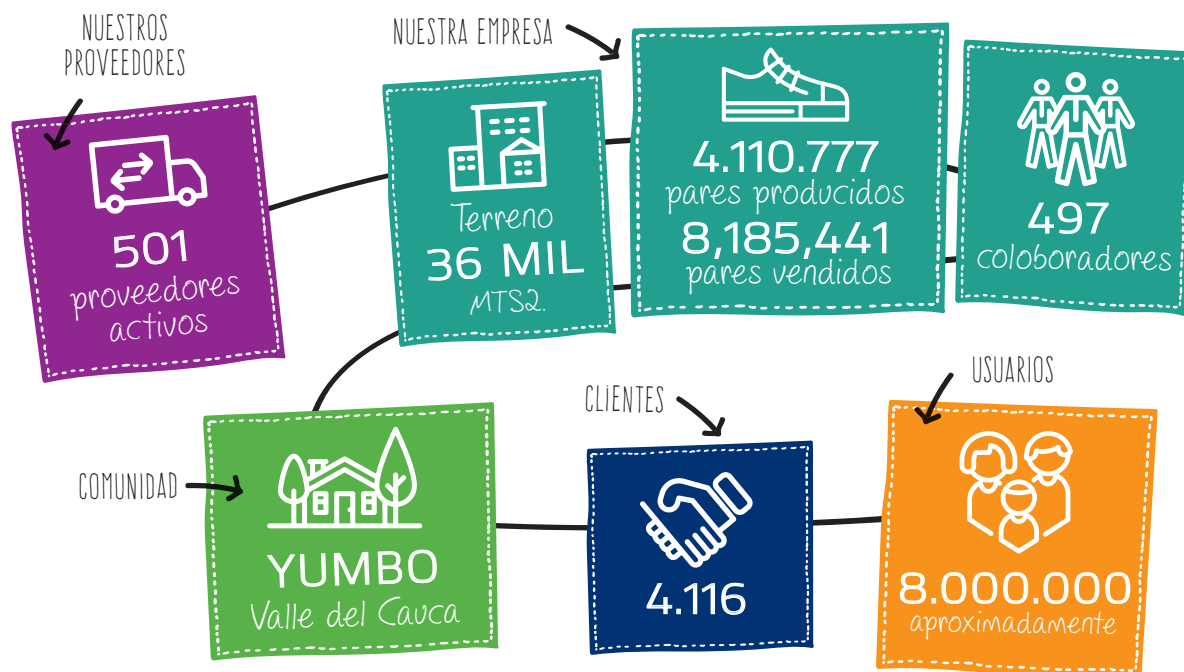 NUESTROS
PROVEEDORES
501
proveedores
activos
NUESTRA EMPRESA
Terreno
36 MIL
MTS2.
4.110.777
pares producidos
8,185,441
pares vendidos
497
coloboradores
COMUNIDAD
YUMBO
Valle del Cauca
CLIENTES
4.116
USUARIOS
8.000.000
aproximadamente